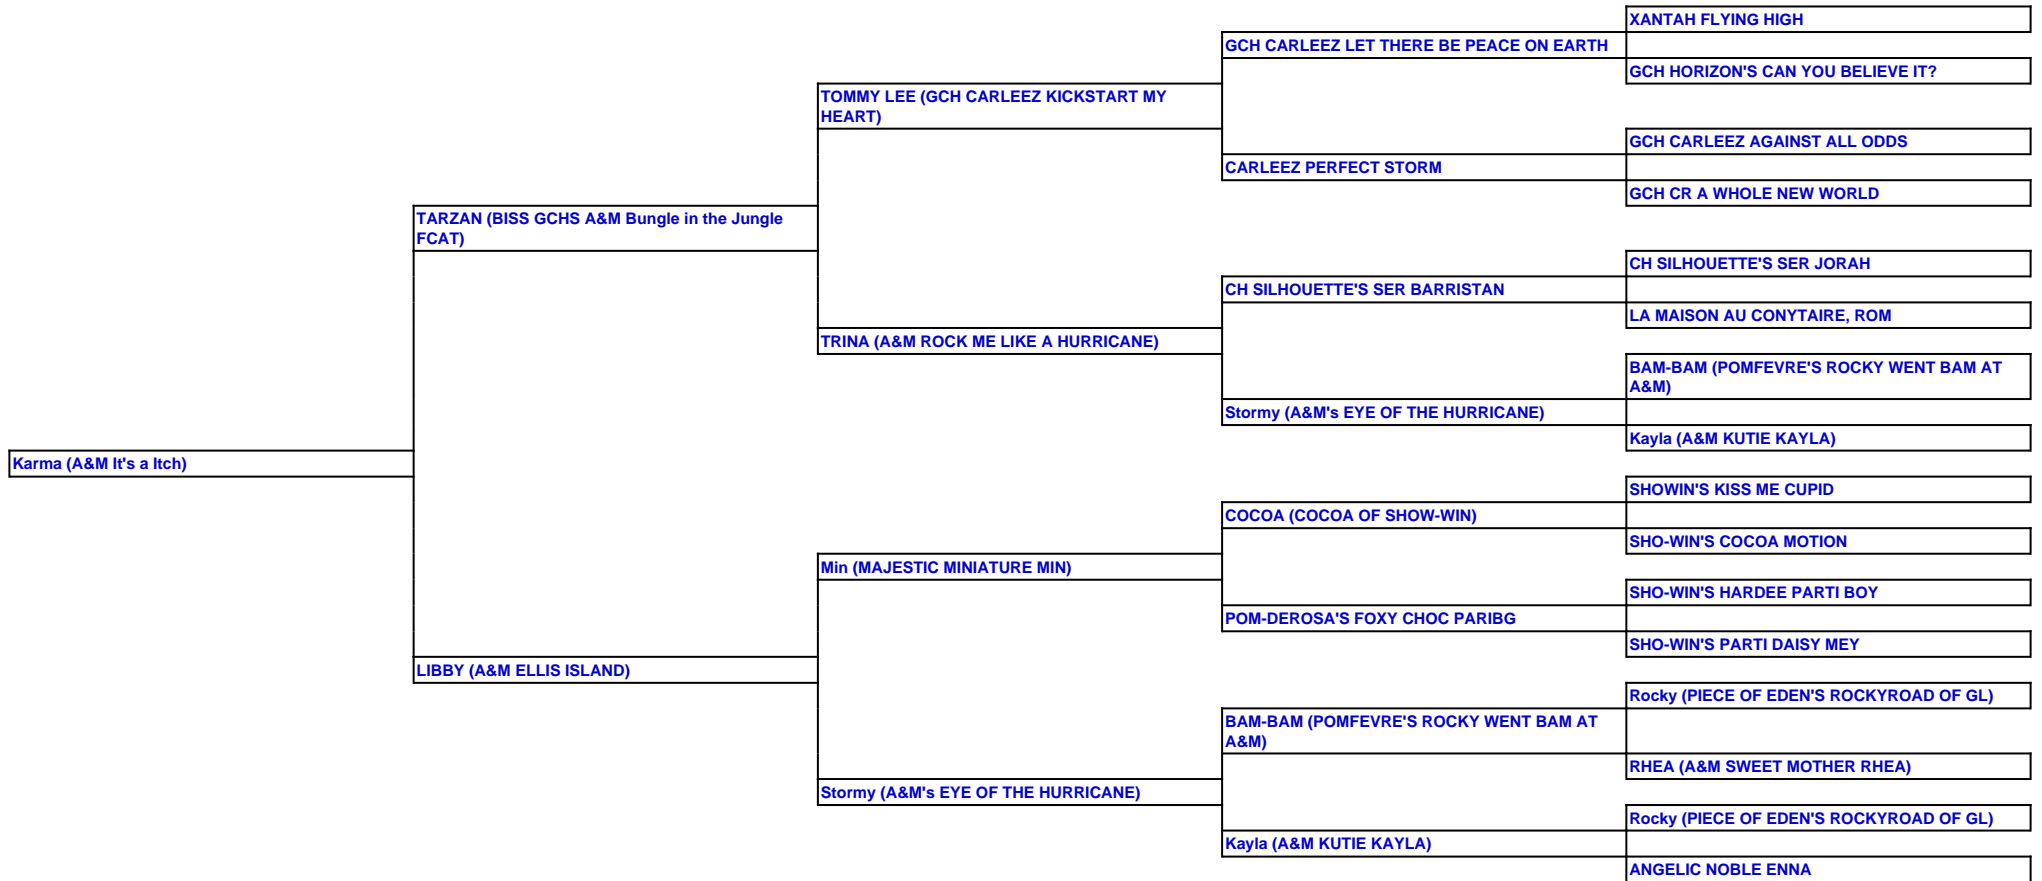 XANTAH FLYING HIGH
GCH CARLEEZ LET THERE BE PEACE ON EARTH
GCH HORIZON'S CAN YOU BELIEVE IT?
TOMMY LEE (GCH CARLEEZ KICKSTART MY
HEART)
GCH CARLEEZ AGAINST ALL ODDS
CARLEEZ PERFECT STORM
GCH CR A WHOLE NEW WORLD
TARZAN (BISS GCHS A&M Bungle in the Jungle
FCAT)
CH SILHOUETTE'S SER JORAH
CH SILHOUETTE'S SER BARRISTAN
LA MAISON AU CONYTAIRE, ROM
TRINA (A&M ROCK ME LIKE A HURRICANE)
BAM-BAM (POMFEVRE'S ROCKY WENT BAM AT
A&M)
Stormy (A&M's EYE OF THE HURRICANE)
Kayla (A&M KUTIE KAYLA)
Karma (A&M It's a Itch)
SHOWIN'S KISS ME CUPID
COCOA (COCOA OF SHOW-WIN)
SHO-WIN'S COCOA MOTION
Min (MAJESTIC MINIATURE MIN)
SHO-WIN'S HARDEE PARTI BOY
POM-DEROSA'S FOXY CHOC PARIBG
SHO-WIN'S PARTI DAISY MEY
LIBBY (A&M ELLIS ISLAND)
Rocky (PIECE OF EDEN'S ROCKYROAD OF GL)
BAM-BAM (POMFEVRE'S ROCKY WENT BAM AT
A&M)
RHEA (A&M SWEET MOTHER RHEA)
Stormy (A&M's EYE OF THE HURRICANE)
Rocky (PIECE OF EDEN'S ROCKYROAD OF GL)
Kayla (A&M KUTIE KAYLA)
ANGELIC NOBLE ENNA